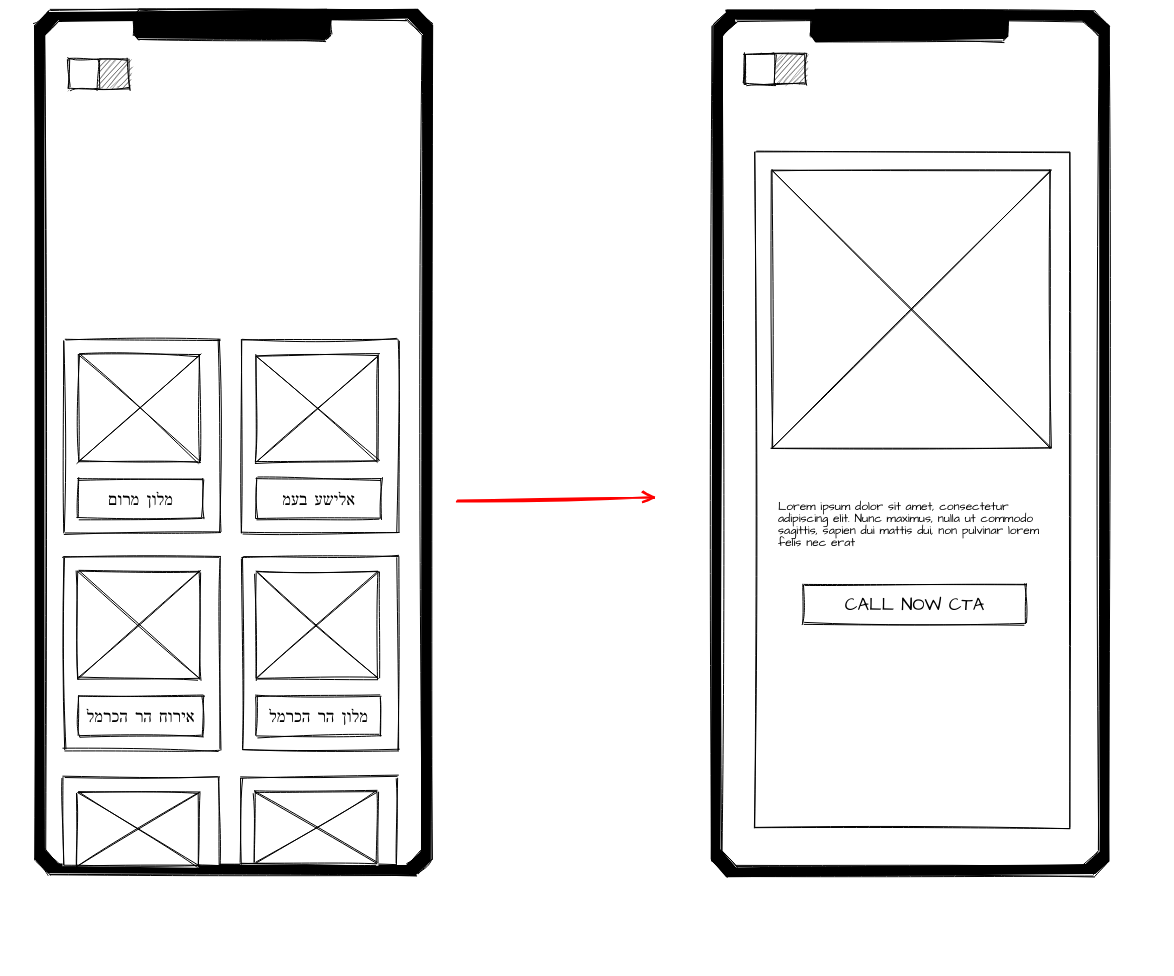 מלון מרום
אלישע בעמ
אירוח הר הכרמל
מלון הר הכרמל
Lorem ipsum dolor sit amet, consectetur
adipiscing elit. Nunc maximus, nulla ut commodo
sagittis, sapien dui mattis dui, non pulvinar lorem
felis nec erat
CALL NOW CTA